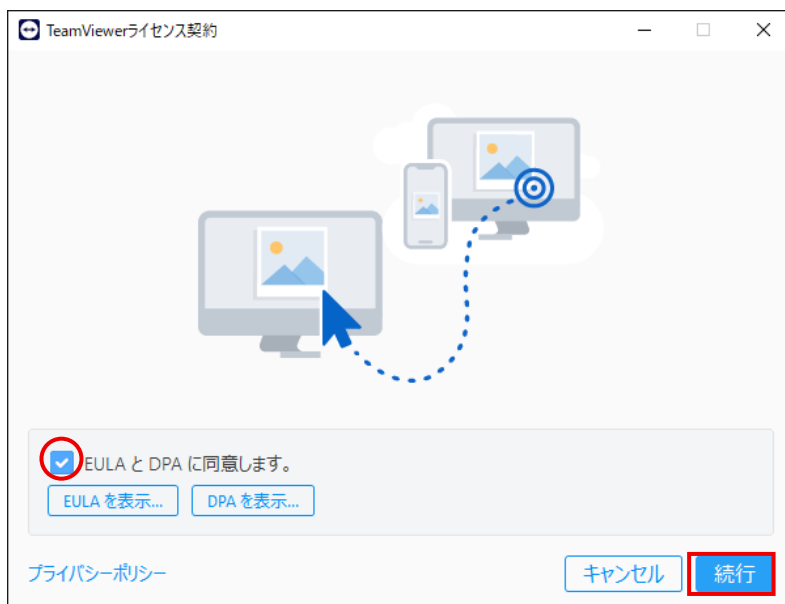 TeamViewerライセンス契約
EULA と DPA に同意します。
EULA を表示... DPA を表示...
プライバシーポリシー キャンセル 続行